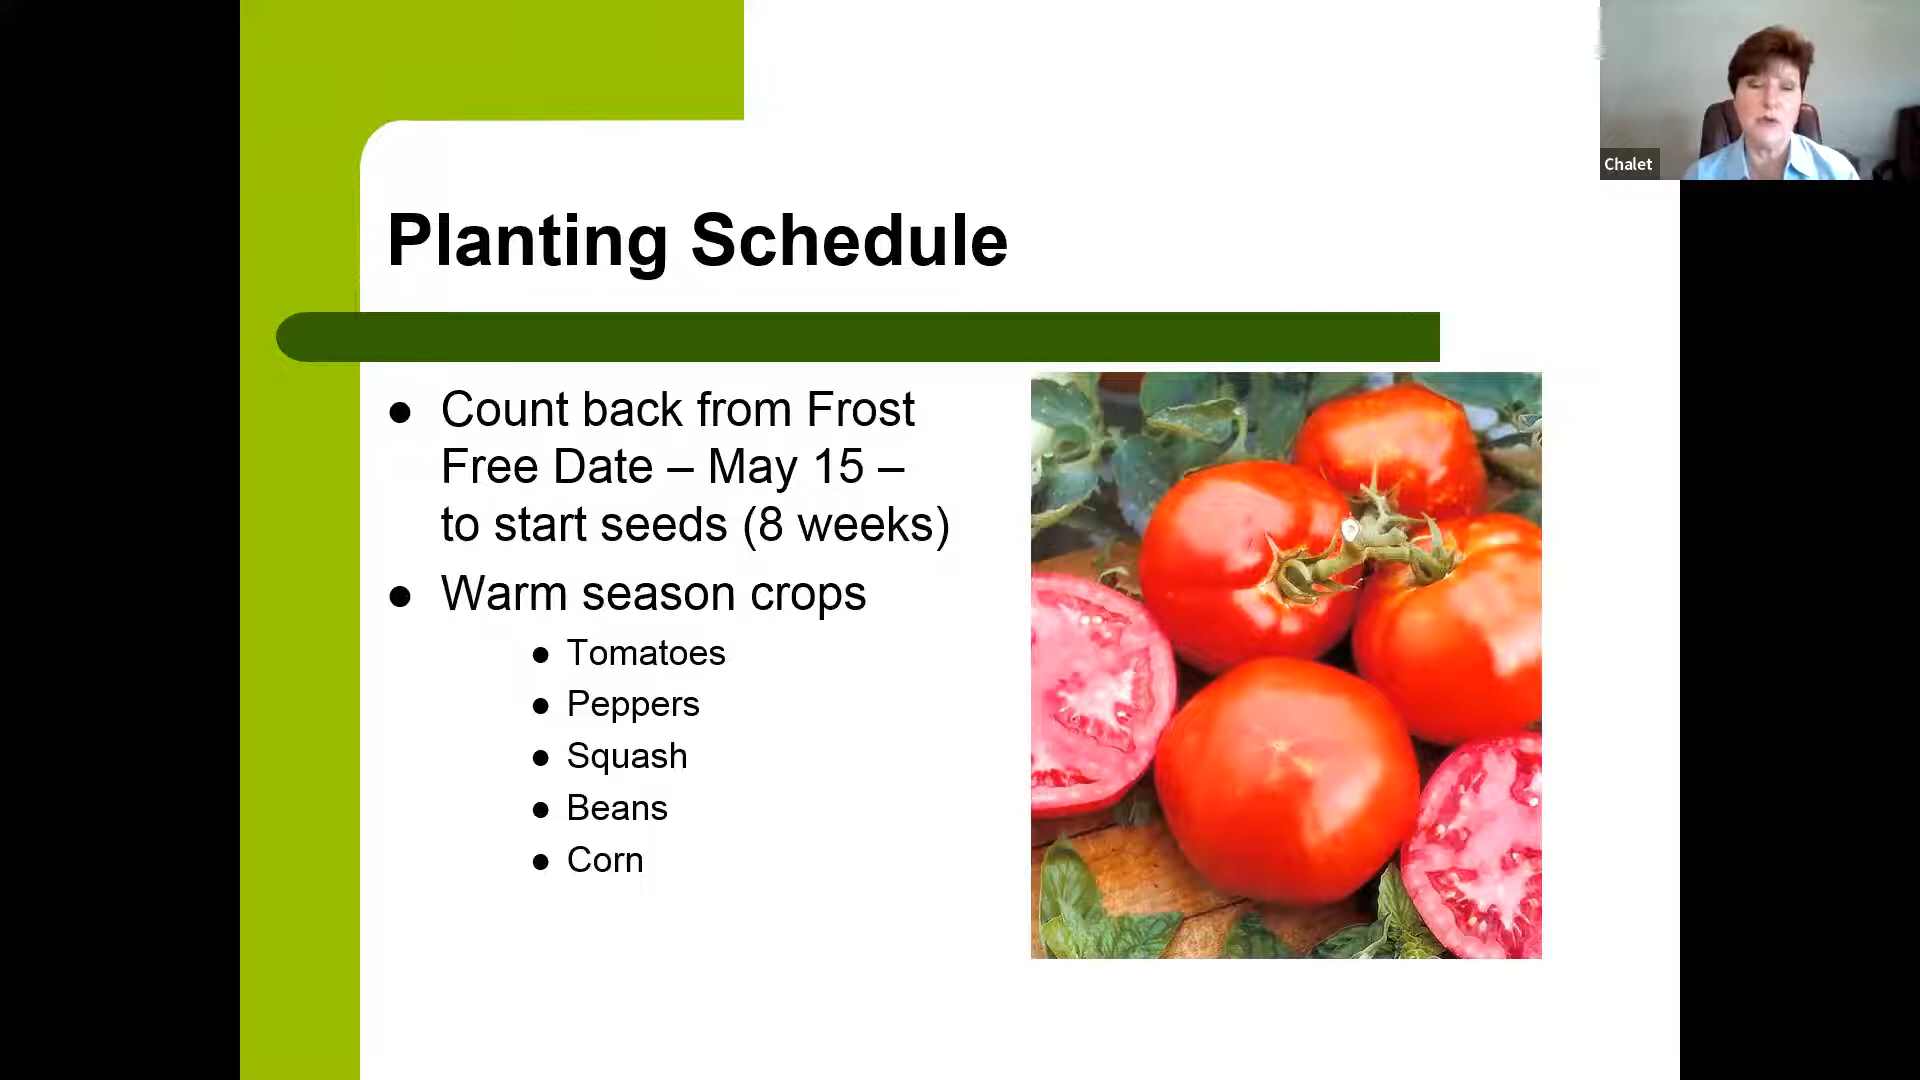 Chalet
Planting Schedule
● Count back from Frost
Free Date – May 15 –
to start seeds (8 weeks)
● Warm season crops
● Tomatoes
● Peppers
● Squash
● Beans
● Corn